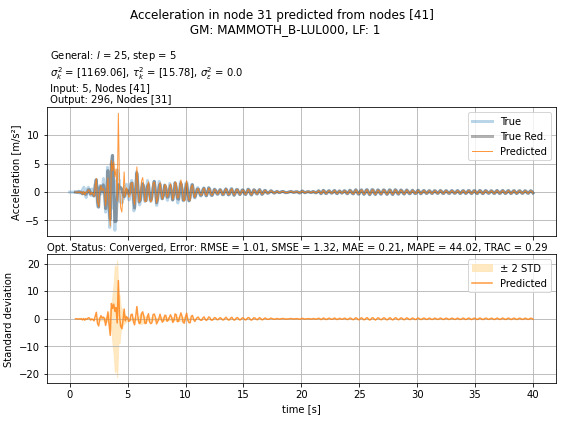 Acceleration in node 31 predicted from nodes [41]
GM: MAMMOTH_B-LUL000, LF: 1
General: l = 25, step = 5
σ²ₖ = [1169.06], τ²ₖ = [15.78], σ²ε = 0.0
Input: 5, Nodes [41]
Output: 296, Nodes [31]
Acceleration [m/s²]
10
5
0
−5
True
True Red.
Predicted
Opt. Status: Converged, Error: RMSE = 1.01, SMSE = 1.32, MAE = 0.21, MAPE = 44.02, TRAC = 0.29
Standard deviation
20
10
0
−10
−20
± 2 STD
Predicted
0 5 10 15 20 25 30 35 40
time [s]